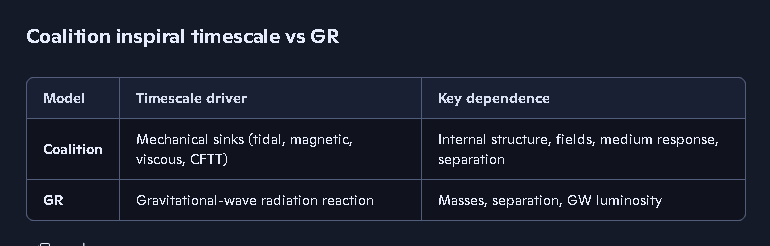 Coalition inspiral timescale vs GR
Model Timescale driver Key dependence
Coalition Mechanical sinks (tidal, magnetic, viscous, CFTT) Internal structure, fields, medium response, separation
GR Gravitational-wave radiation reaction Masses, separation, GW luminosity